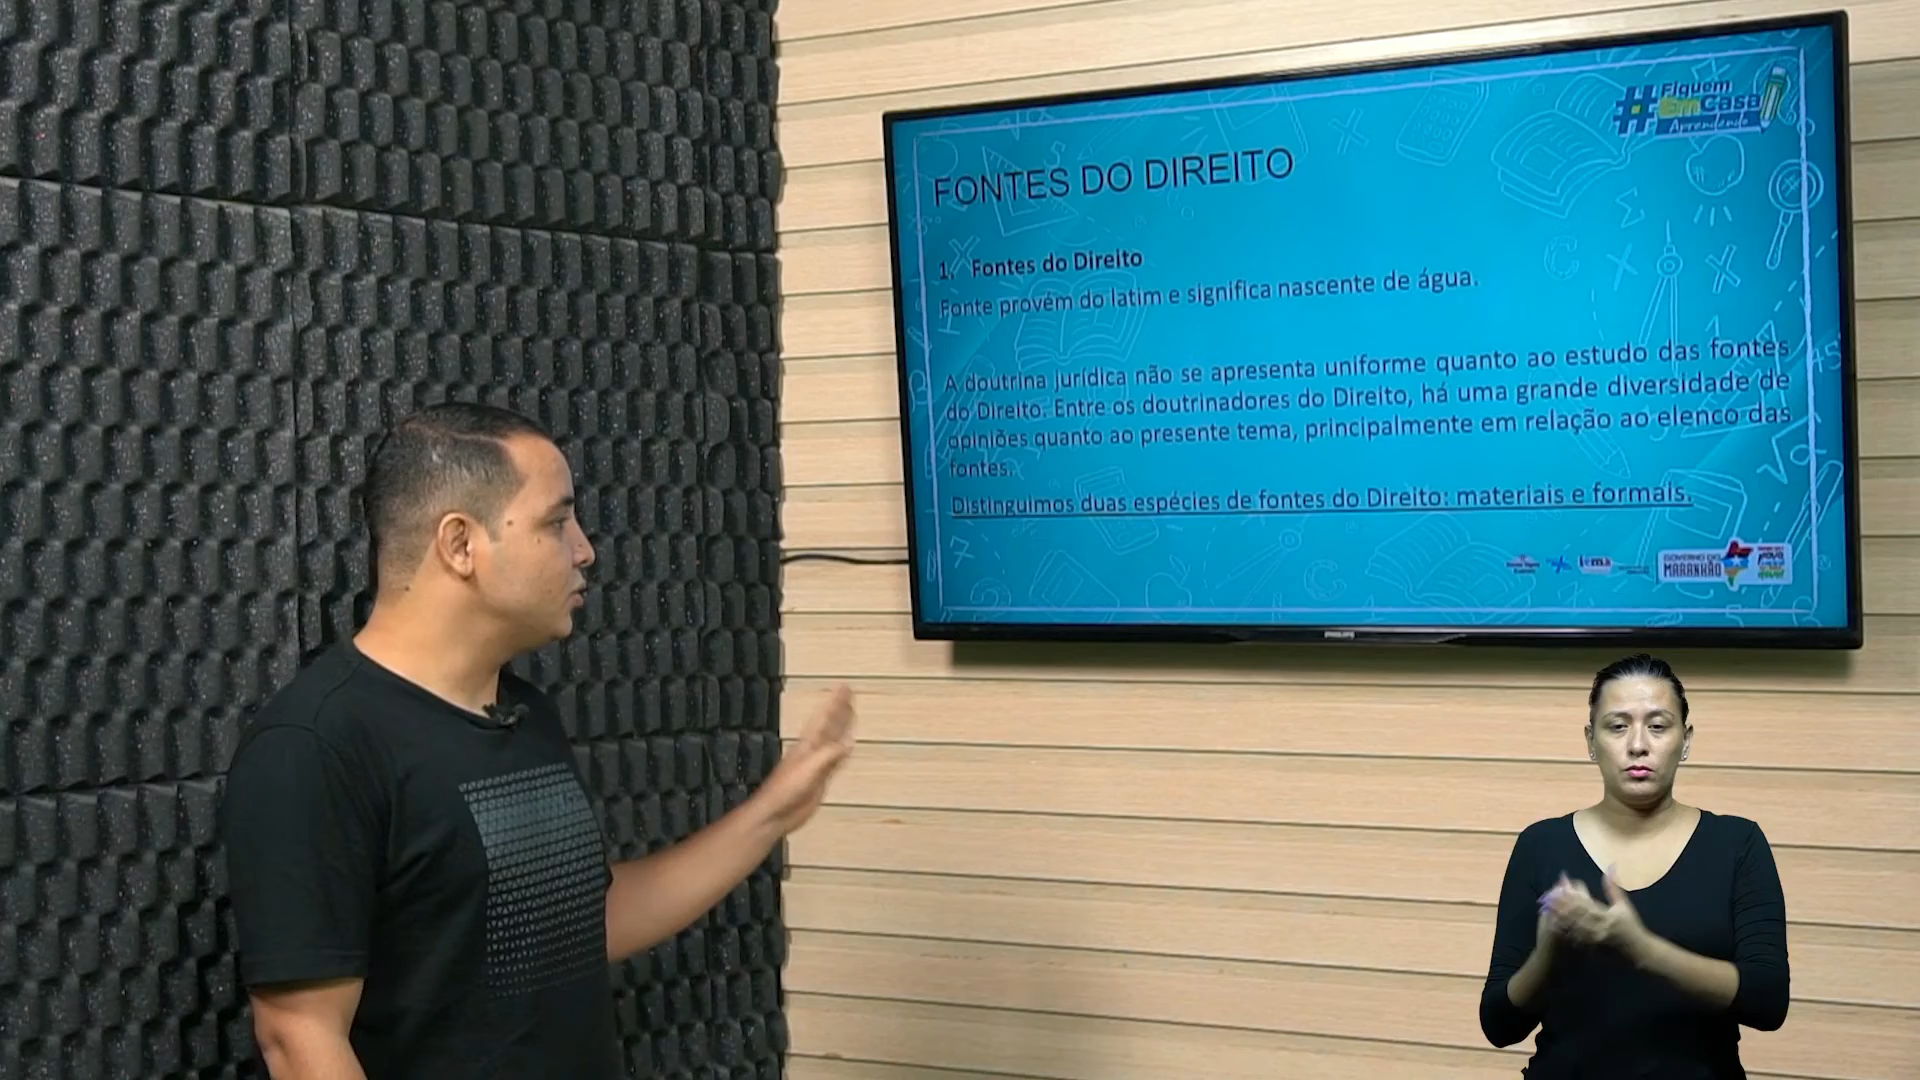 #Fiquem
EmCasa
Aprendendo
FONTES DO DIREITO
1. Fontes do Direito
Fonte provém do latim e significa nascente de água.
A doutrina jurídica não se apresenta uniforme quanto ao estudo das fontes
do Direito. Entre os doutrinadores do Direito, há uma grande diversidade de
opiniões quanto ao presente tema, principalmente em relação ao elenco das
fontes.
Distinguimos duas espécies de fontes do Direito: materiais e formais.
iema
GOVERNO DO
MARANHÃO
PHILIPS